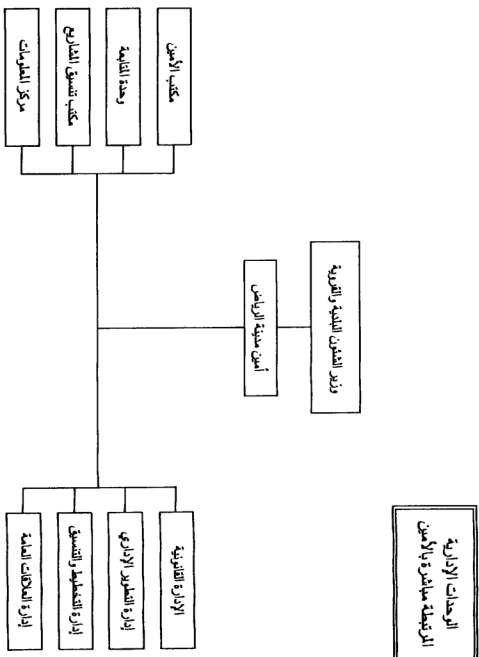 الوحدات الإدارية
المرتبطة مباشرة بالأمين
وزير الشئون البلدية والقروية
أمين مدينة الرياض
الإدارة القانونية
إدارة التطوير الإداري
إدارة التخطيط والتنسيق
إدارة العلاقات العامة
مكتب الأمين
وحدة المتابعة
مكتب تنسيق المشاريع
مركز المعلومات